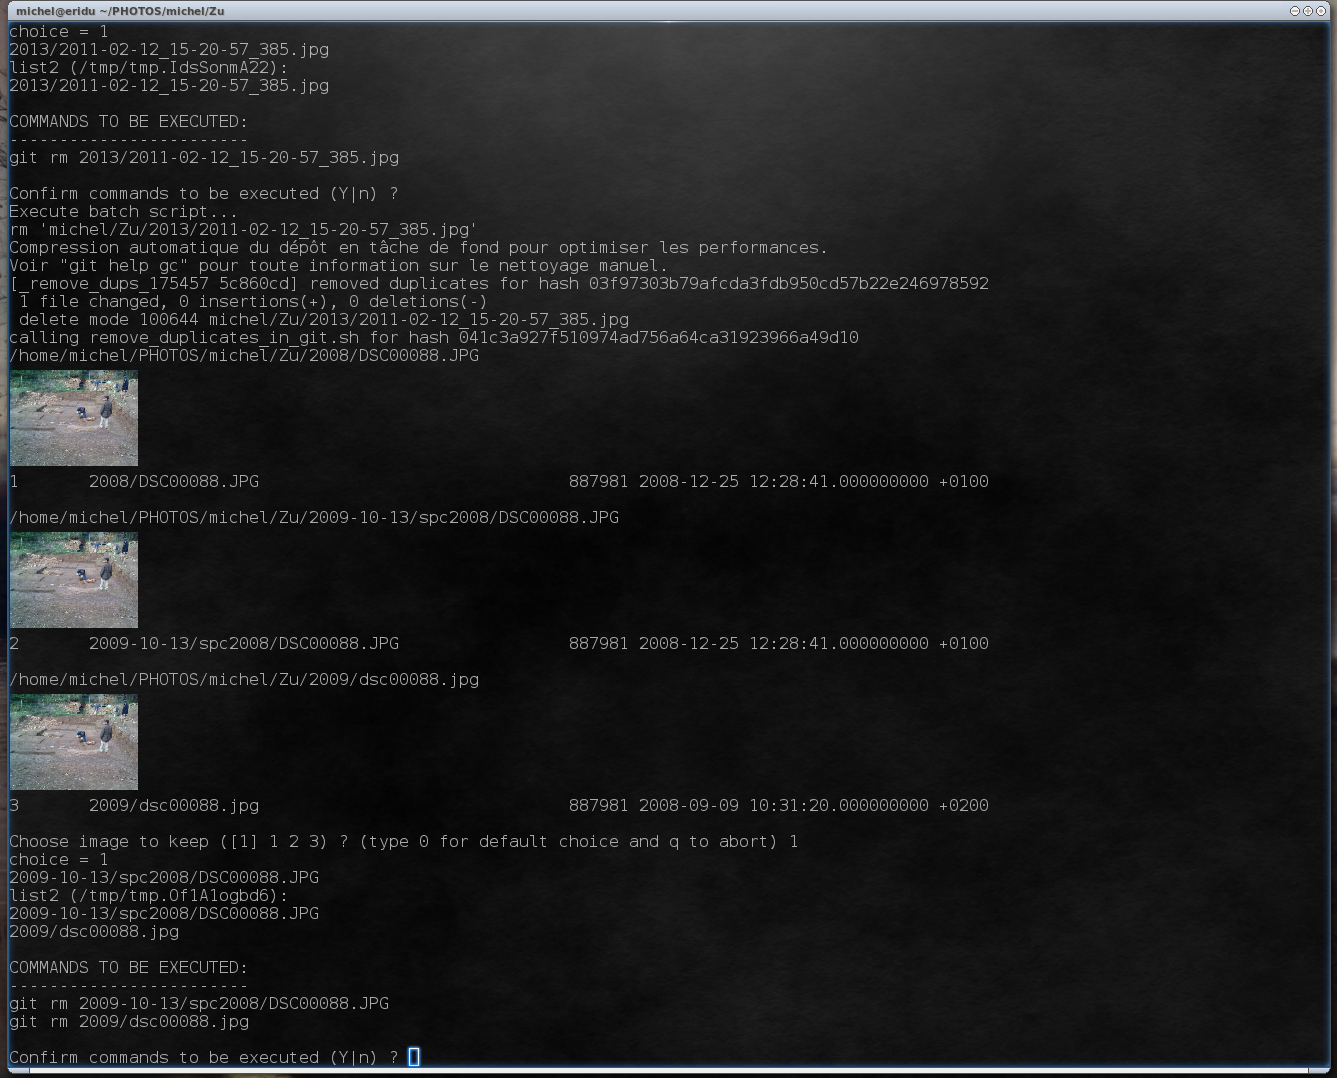 michel@eridu ~/PHOTOS/michel/Zu
choice = 1
2013/2011-02-12_15-20-57_385.jpg
list2 (/tmp/tmp.IdsSonmA22):
2013/2011-02-12_15-20-57_385.jpg
COMMANDS TO BE EXECUTED:
------------------------
git rm 2013/2011-02-12_15-20-57_385.jpg
Confirm commands to be executed (Y|n) ?
Execute batch script...
rm 'michel/Zu/2013/2011-02-12_15-20-57_385.jpg'
Compression automatique du dépôt en tâche de fond pour optimiser les performances.
Voir "git help gc" pour toute information sur le nettoyage manuel.
[_remove_dups_175457 5c860cd] removed duplicates for hash 03f97303b79afcda3fdb950cd57b22e246978592
 1 file changed, 0 insertions(+), 0 deletions(-)
 delete mode 100644 michel/Zu/2013/2011-02-12_15-20-57_385.jpg
calling remove_duplicates_in_git.sh for hash 041c3a927f510974ad756a64ca31923966a49d10
/home/michel/PHOTOS/michel/Zu/2008/DSC00088.JPG
1       2008/DSC00088.JPG                               887981 2008-12-25 12:28:41.000000000 +0100
/home/michel/PHOTOS/michel/Zu/2009-10-13/spc2008/DSC00088.JPG
2       2009-10-13/spc2008/DSC00088.JPG                 887981 2008-12-25 12:28:41.000000000 +0100
/home/michel/PHOTOS/michel/Zu/2009/dsc00088.jpg
3       2009/dsc00088.jpg                               887981 2008-09-09 10:31:20.000000000 +0200
Choose image to keep ([1] 1 2 3) ? (type 0 for default choice and q to abort) 1
choice = 1
2009-10-13/spc2008/DSC00088.JPG
list2 (/tmp/tmp.Of1A1ogbd6):
2009-10-13/spc2008/DSC00088.JPG
2009/dsc00088.jpg
COMMANDS TO BE EXECUTED:
------------------------
git rm 2009-10-13/spc2008/DSC00088.JPG
git rm 2009/dsc00088.jpg
Confirm commands to be executed (Y|n) ?